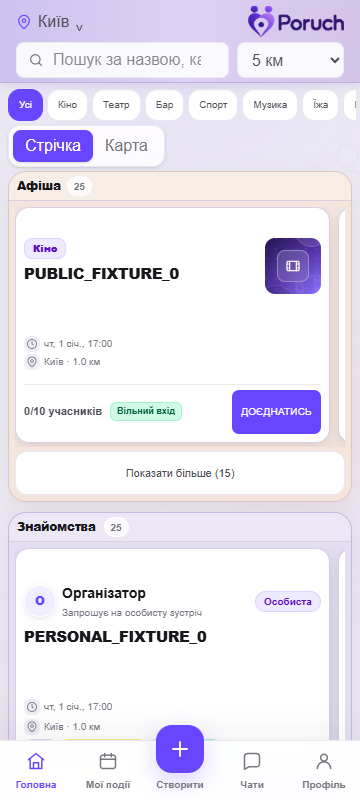 Київ
Poruch
Пошук за назвою, ка
5 км
Усі
Кіно
Театр
Бар
Спорт
Музика
Їжа
Стрічка
Карта
Афіша 25
Кіно
PUBLIC_FIXTURE_0
чт, 1 січ., 17:00
Київ · 1.0 км
0/10 учасників
Вільний вхід
ДОЄДНАТИСЬ
Показати більше (15)
Знайомства 25
О
Організатор
Запрошує на особисту зустріч
Особиста
PERSONAL_FIXTURE_0
чт, 1 січ., 17:00
Київ · 1.0 км
Головна
Мої події
Створити
Чати
Профіль